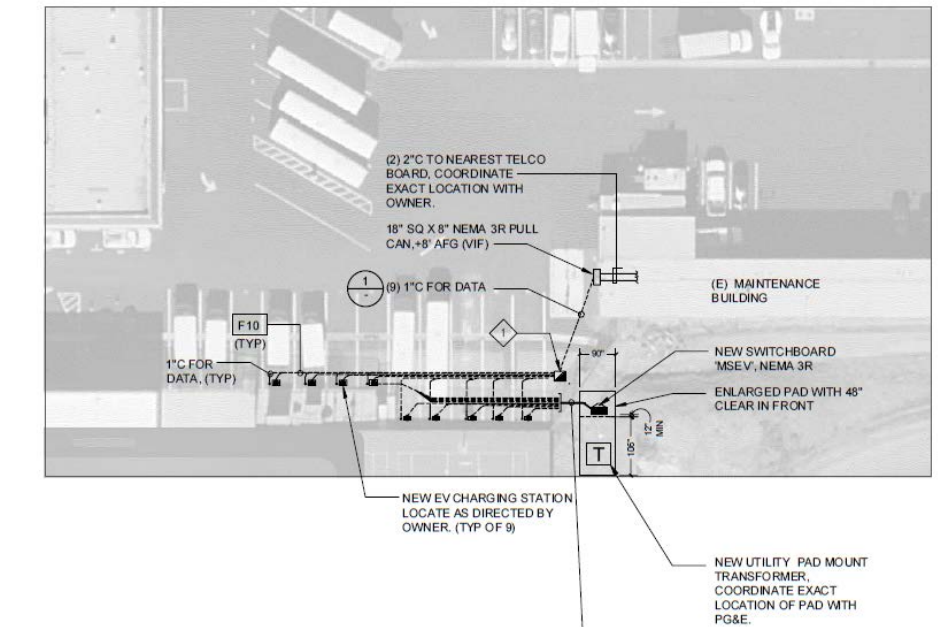 (2) 2"C TO NEAREST TELCO
BOARD, COORDINATE
EXACT LOCATION WITH
OWNER.
18" SQ X 8" NEMA 3R PULL
CAN,+8' AFG (VIF)
1
-
(9) 1"C FOR DATA
(E) MAINTENANCE
BUILDING
F10
(TYP)
1
90"
1"C FOR
DATA, (TYP)
NEW SWITCHBOARD
'MSEV', NEMA 3R
ENLARGED PAD WITH 48"
CLEAR IN FRONT
12"
MIN
106"
T
NEW EV CHARGING STATION
LOCATE AS DIRECTED BY
OWNER. (TYP OF 9)
NEW UTILITY PAD MOUNT
TRANSFORMER,
COORDINATE EXACT
LOCATION OF PAD WITH
PG&E.